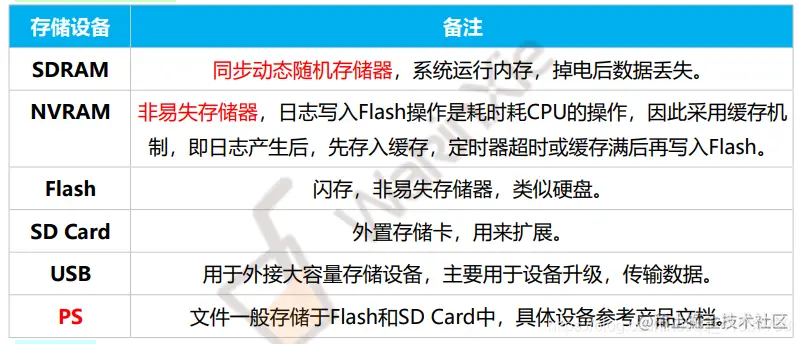 存储设备 备注
SDRAM 同步动态随机存储器，系统运行内存，掉电后数据丢失。
NVRAM 非易失存储器，日志写入Flash操作是耗时耗CPU的操作，因此采用缓存机
制，即日志产生后，先存入缓存，定时器超时或缓存满后再写入Flash。
Flash 闪存，非易失存储器，类似硬盘。
SD Card 外置存储卡，用来扩展。
USB 用于外接大容量存储设备，主要用于设备升级，传输数据。
PS 文件一般存储于Flash和SD Card中，具体设备参考产品文档。
WaRinXie